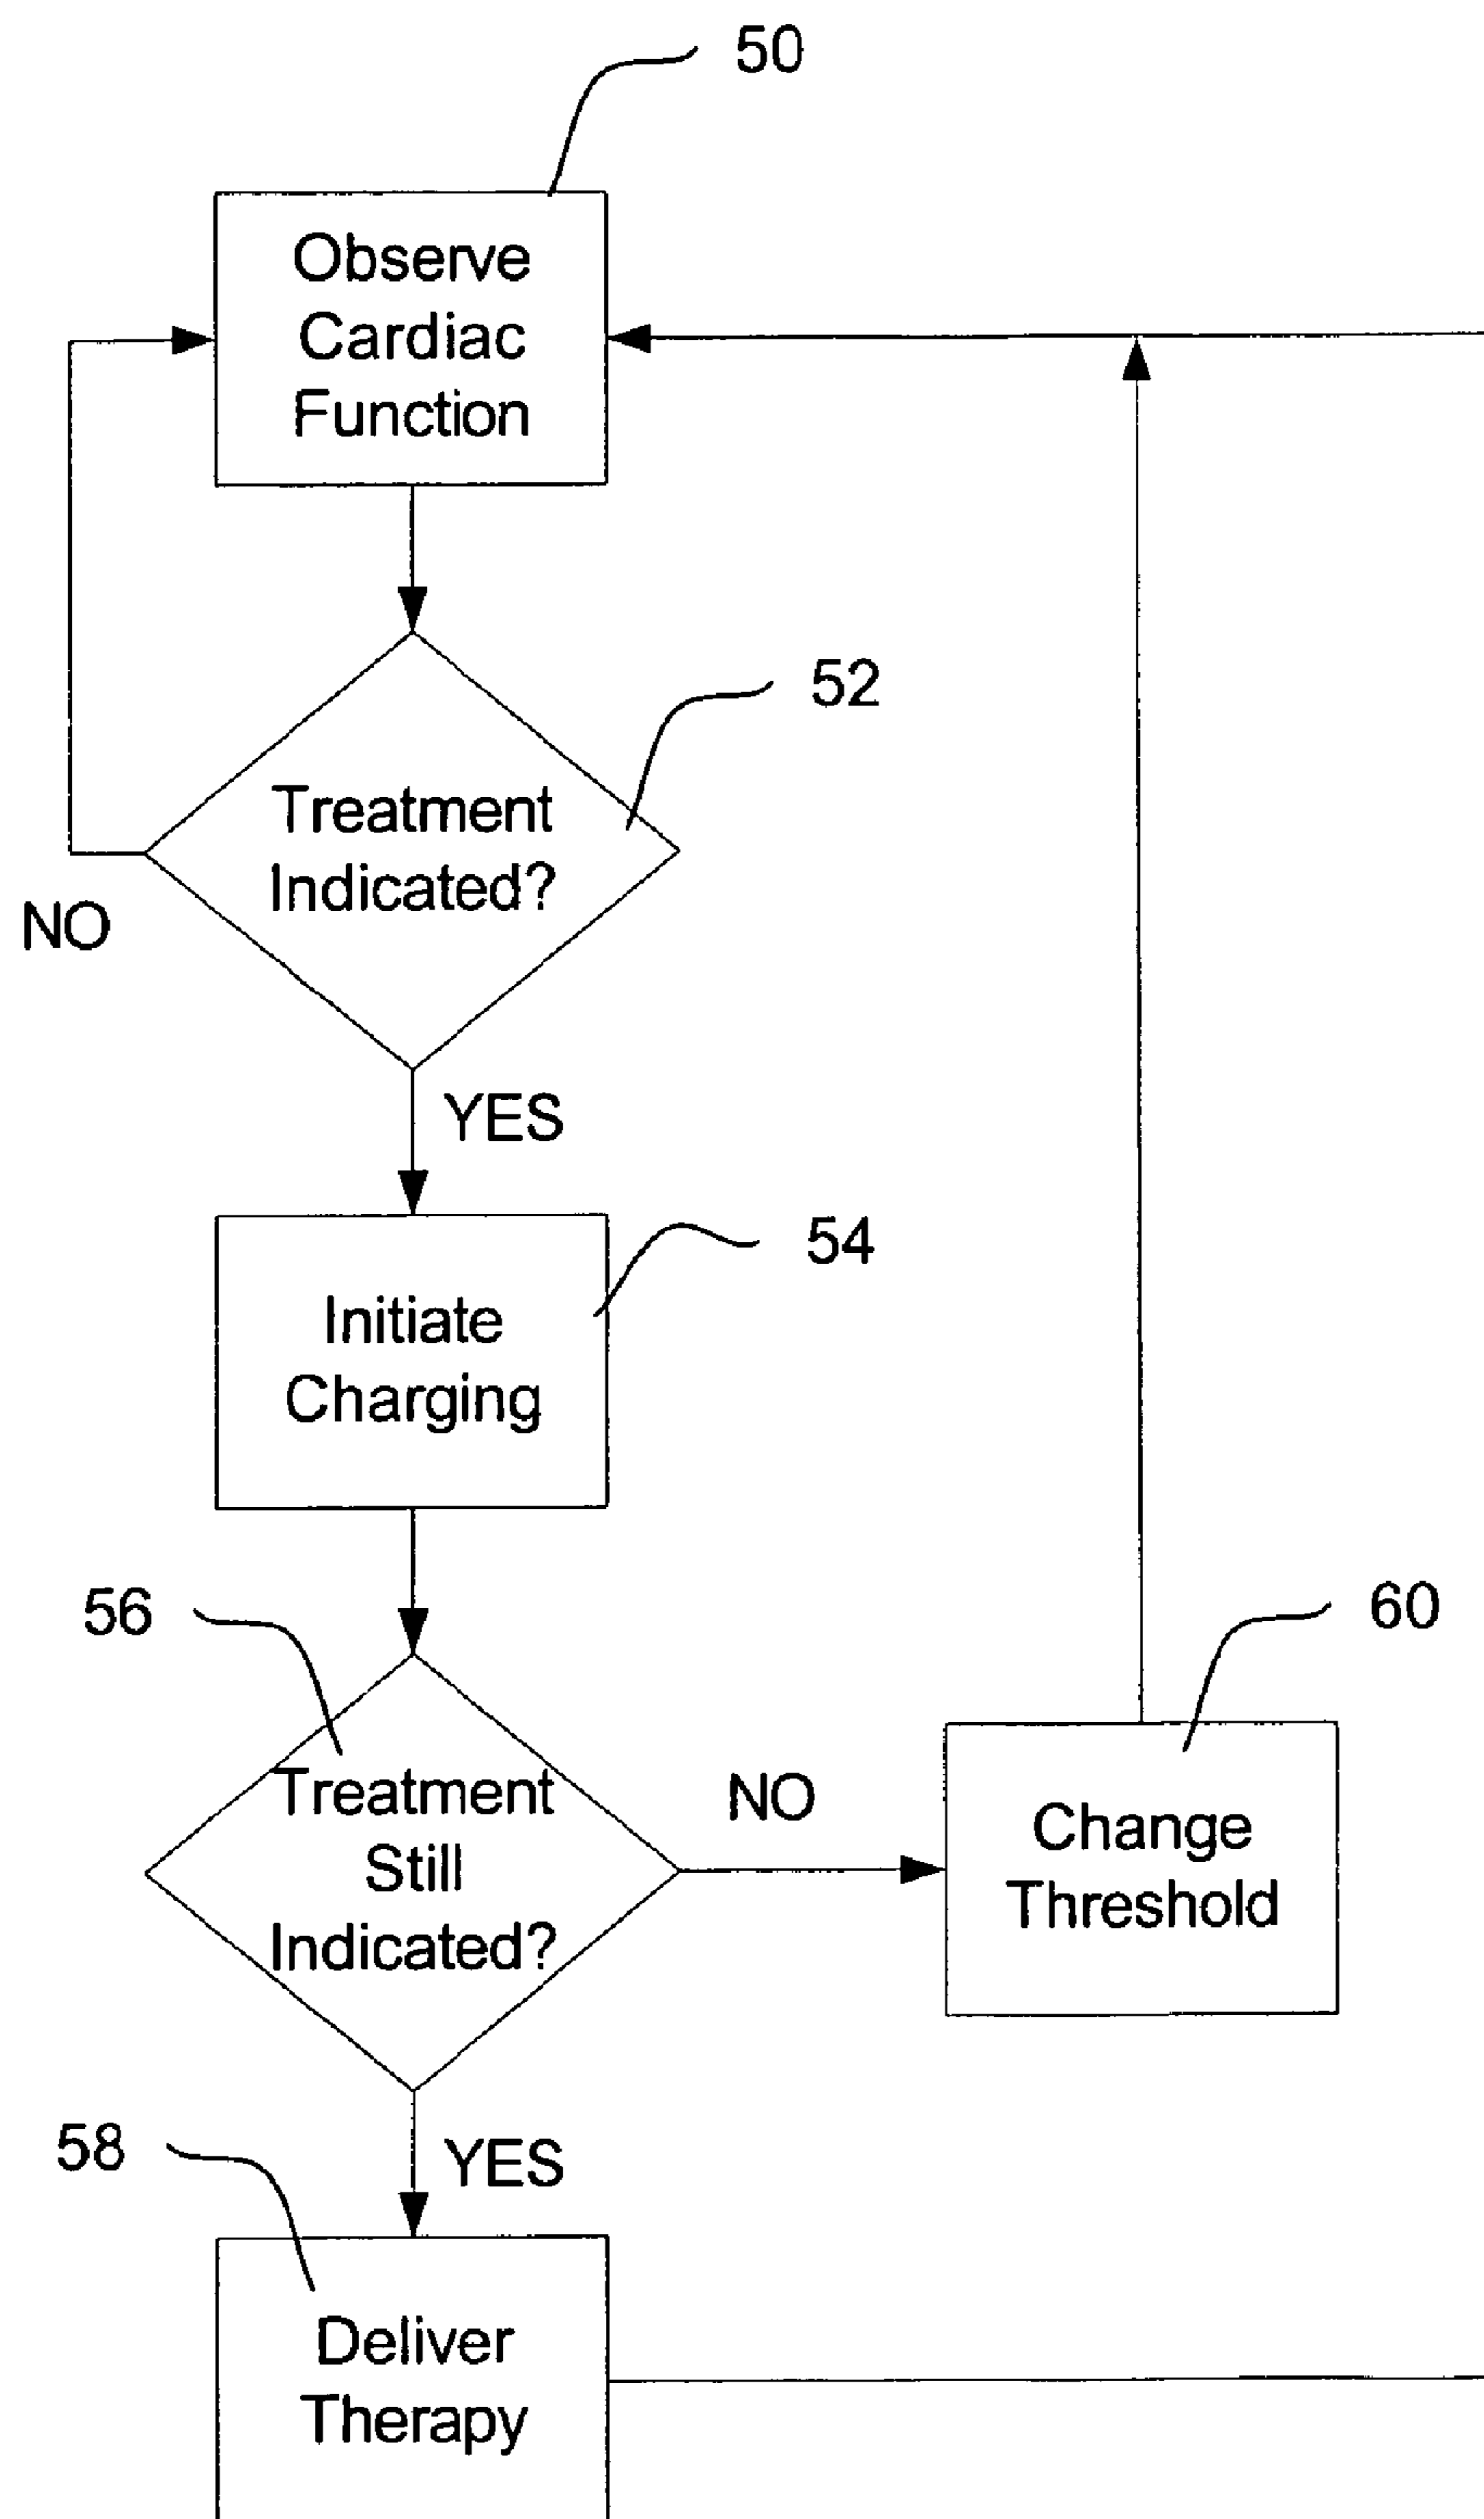 50
Observe
Cardiac
Function
52
Treatment
Indicated?
NO
YES
54
Initiate
Charging
56
60
Treatment
Still
Indicated?
NO
Change
Threshold
58
YES
Deliver
Therapy